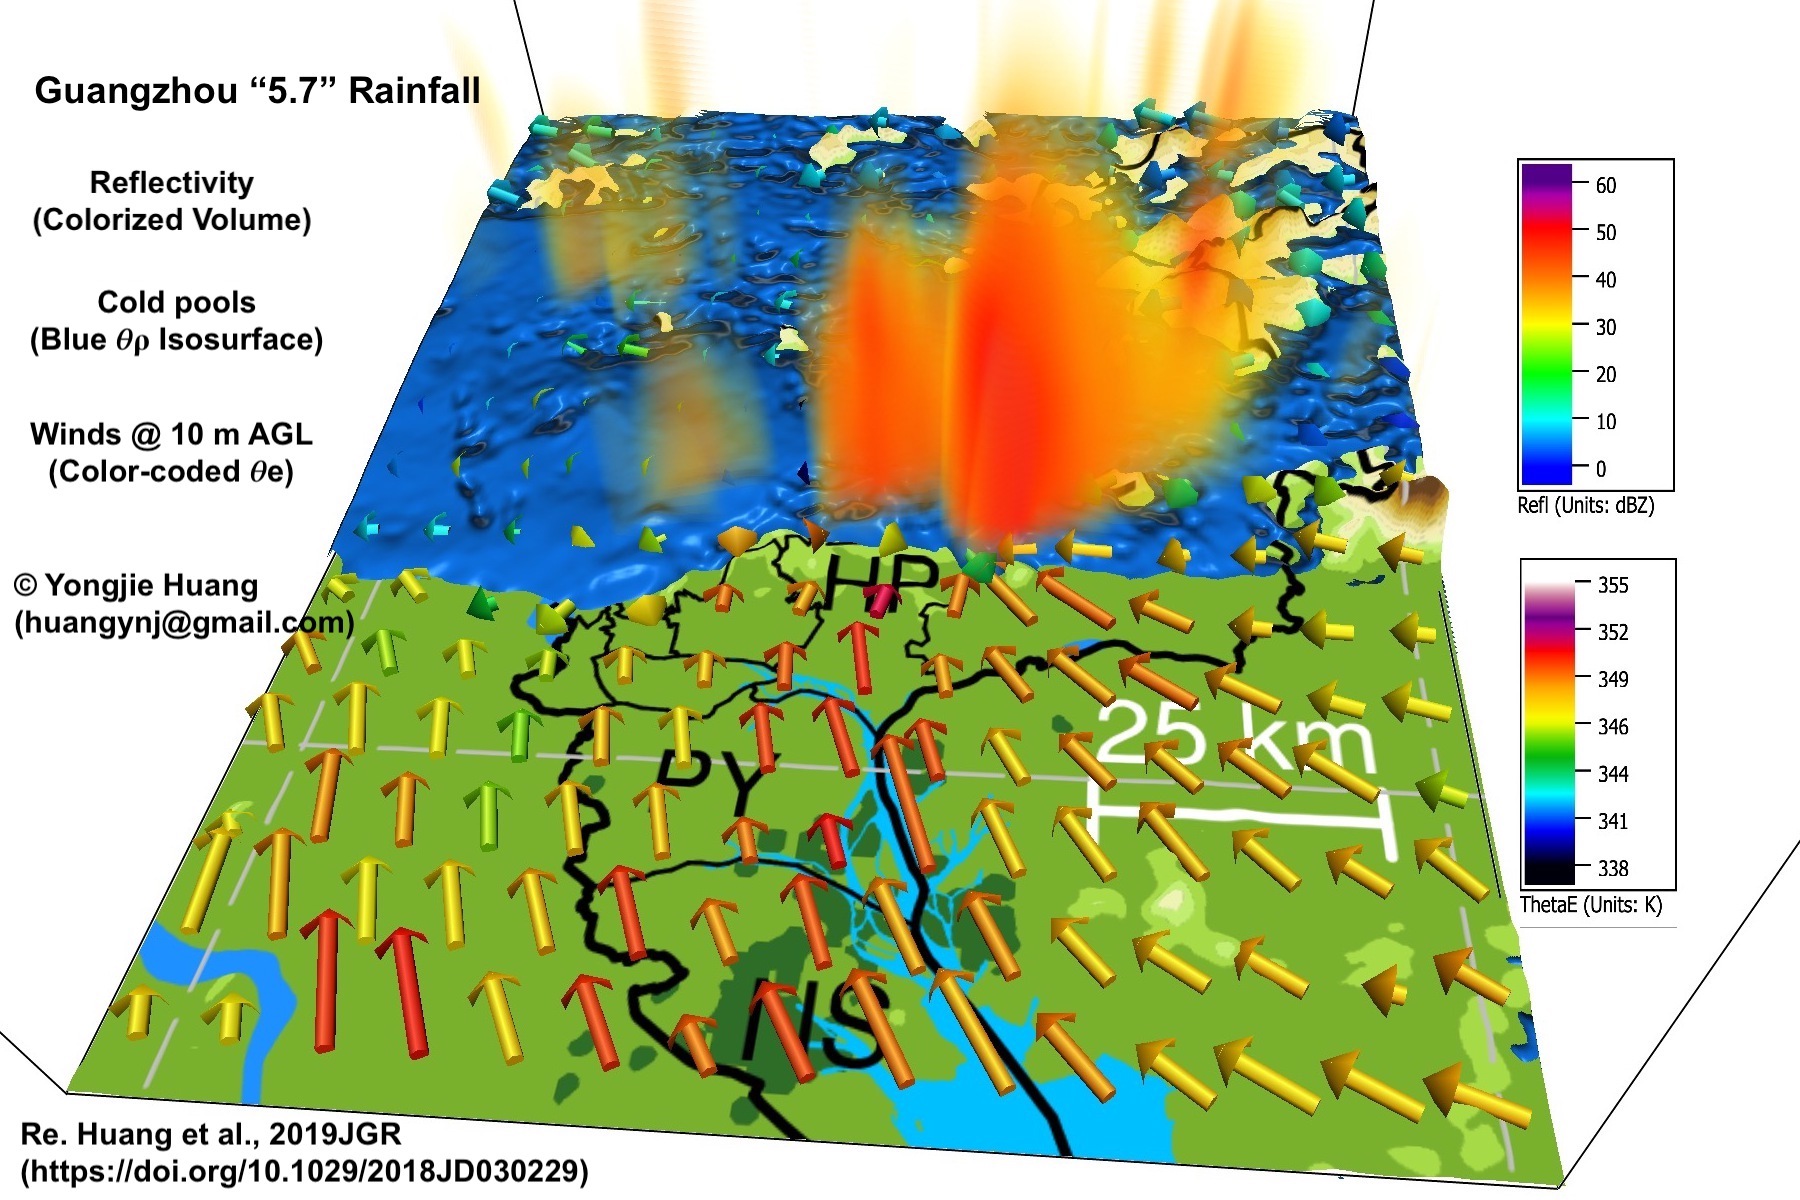 Guangzhou “5.7” Rainfall
Reflectivity
(Colorized Volume)
Cold pools
(Blue θρ Isosurface)
Winds @ 10 m AGL
(Color-coded θe)
© Yongjie Huang
(huangynj@gmail.com)
HP
25 km
PY
NS
60
50
40
30
20
10
0
Refl (Units: dBZ)
355
352
349
346
344
341
338
ThetaE (Units: K)
Re. Huang et al., 2019JGR
(https://doi.org/10.1029/2018JD030229)